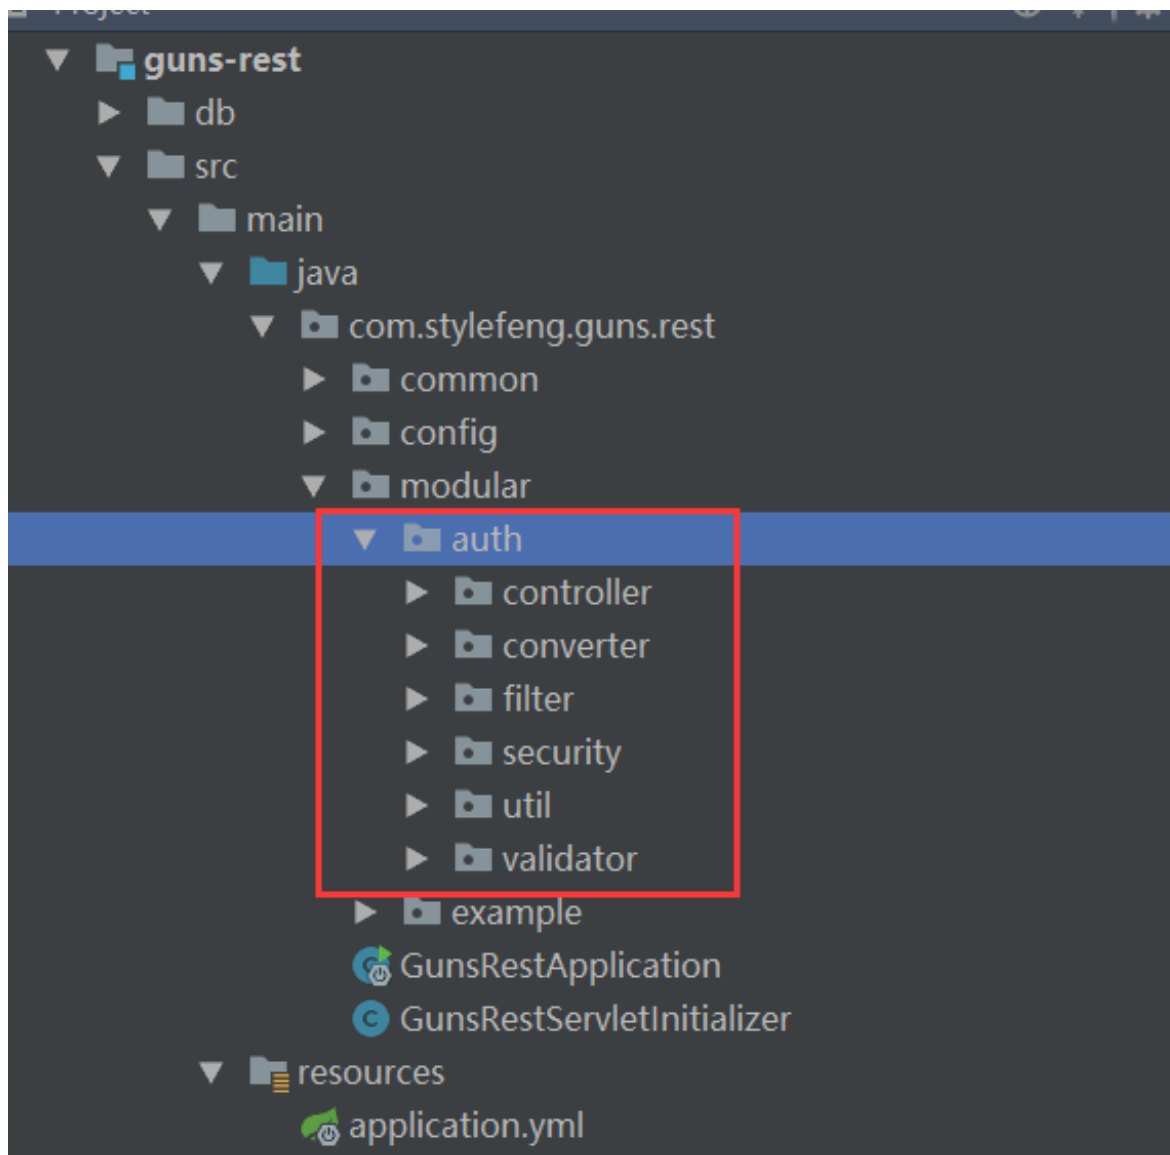 Project
guns-rest
db
src
main
java
com.stylefeng.guns.rest
common
config
modular
auth
controller
converter
filter
security
util
validator
example
GunsRestApplication
GunsRestServletInitializer
resources
application.yml